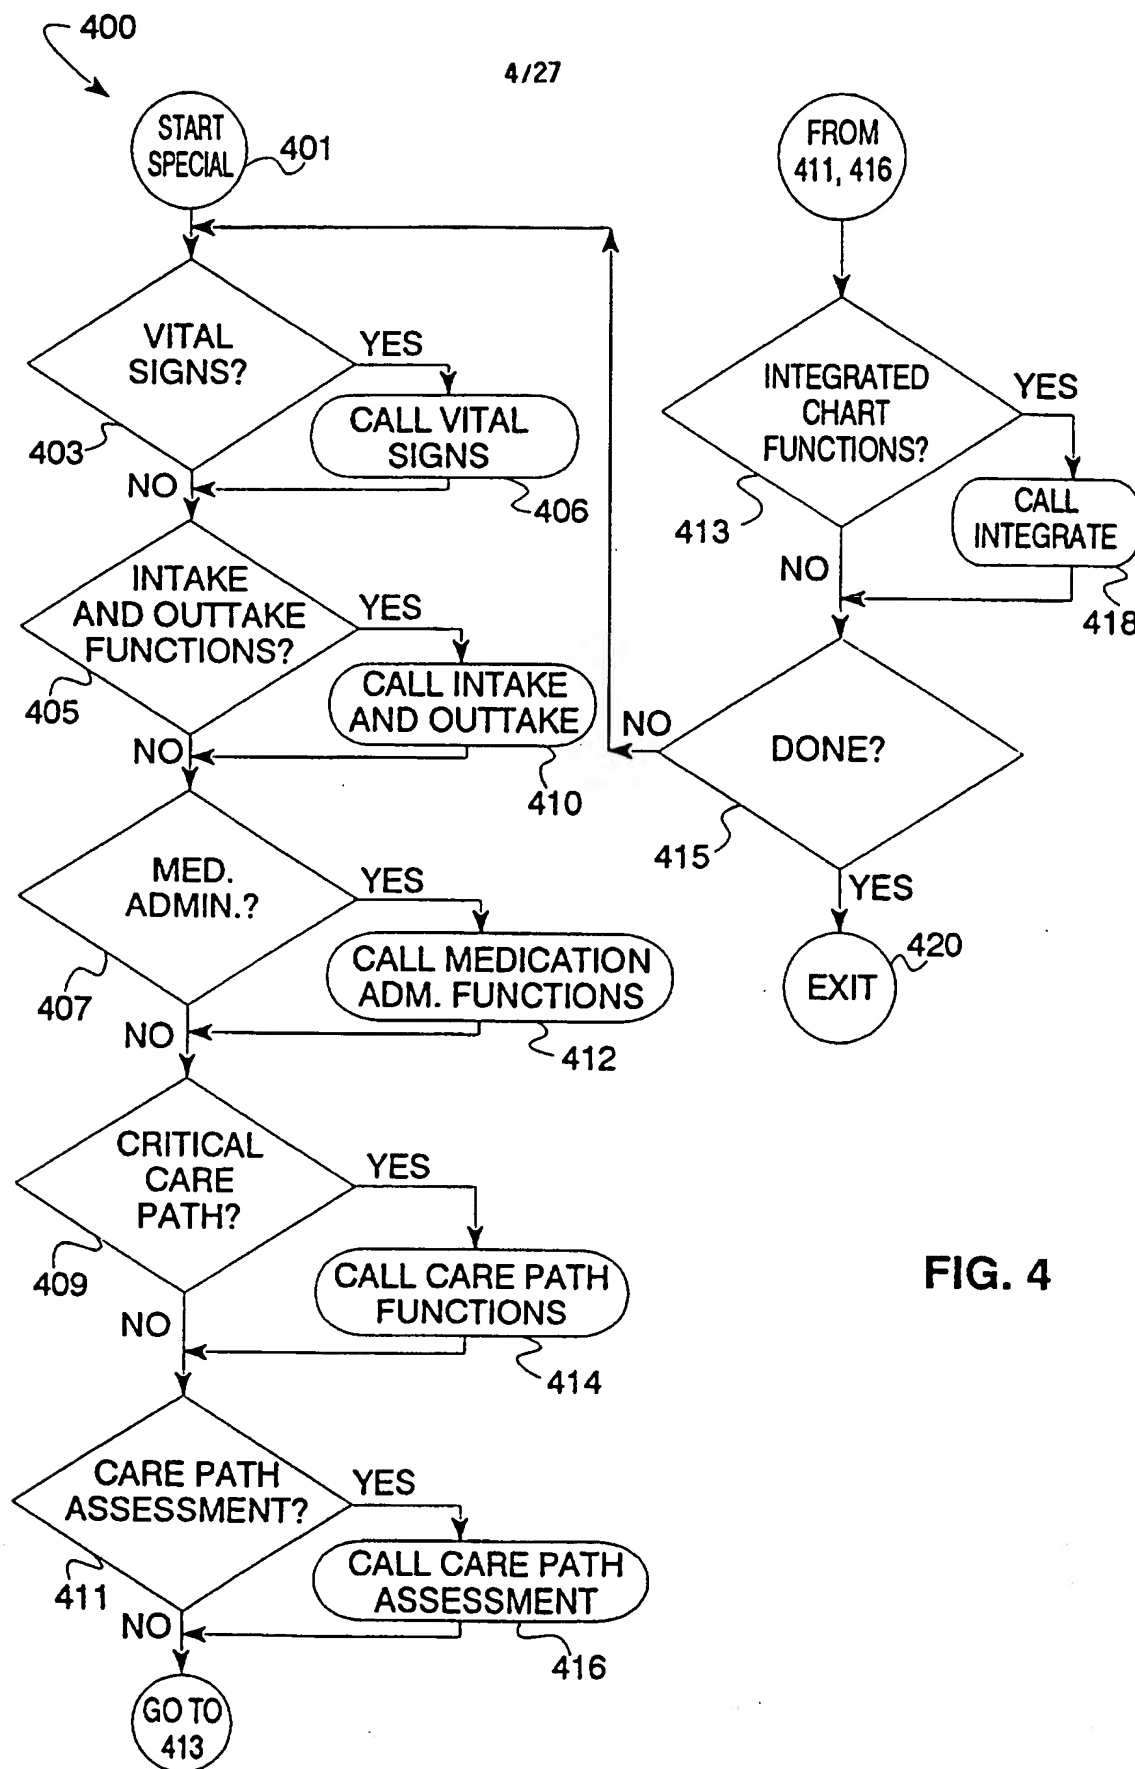 400
4/27
START
SPECIAL
401
VITAL
SIGNS?
YES
403
CALL VITAL
SIGNS
NO
406
INTAKE
AND OUTTAKE
FUNCTIONS?
YES
405
CALL INTAKE
AND OUTTAKE
NO
410
MED.
ADMIN.?
YES
407
CALL MEDICATION
ADM. FUNCTIONS
NO
412
CRITICAL
CARE
PATH?
YES
409
CALL CARE PATH
FUNCTIONS
NO
414
CARE PATH
ASSESSMENT?
YES
411
CALL CARE PATH
ASSESSMENT
NO
416
GO TO
413
FROM
411, 416
INTEGRATED
CHART
FUNCTIONS?
YES
413
CALL
INTEGRATE
NO
418
DONE?
NO
415
YES
EXIT
420
FIG. 4